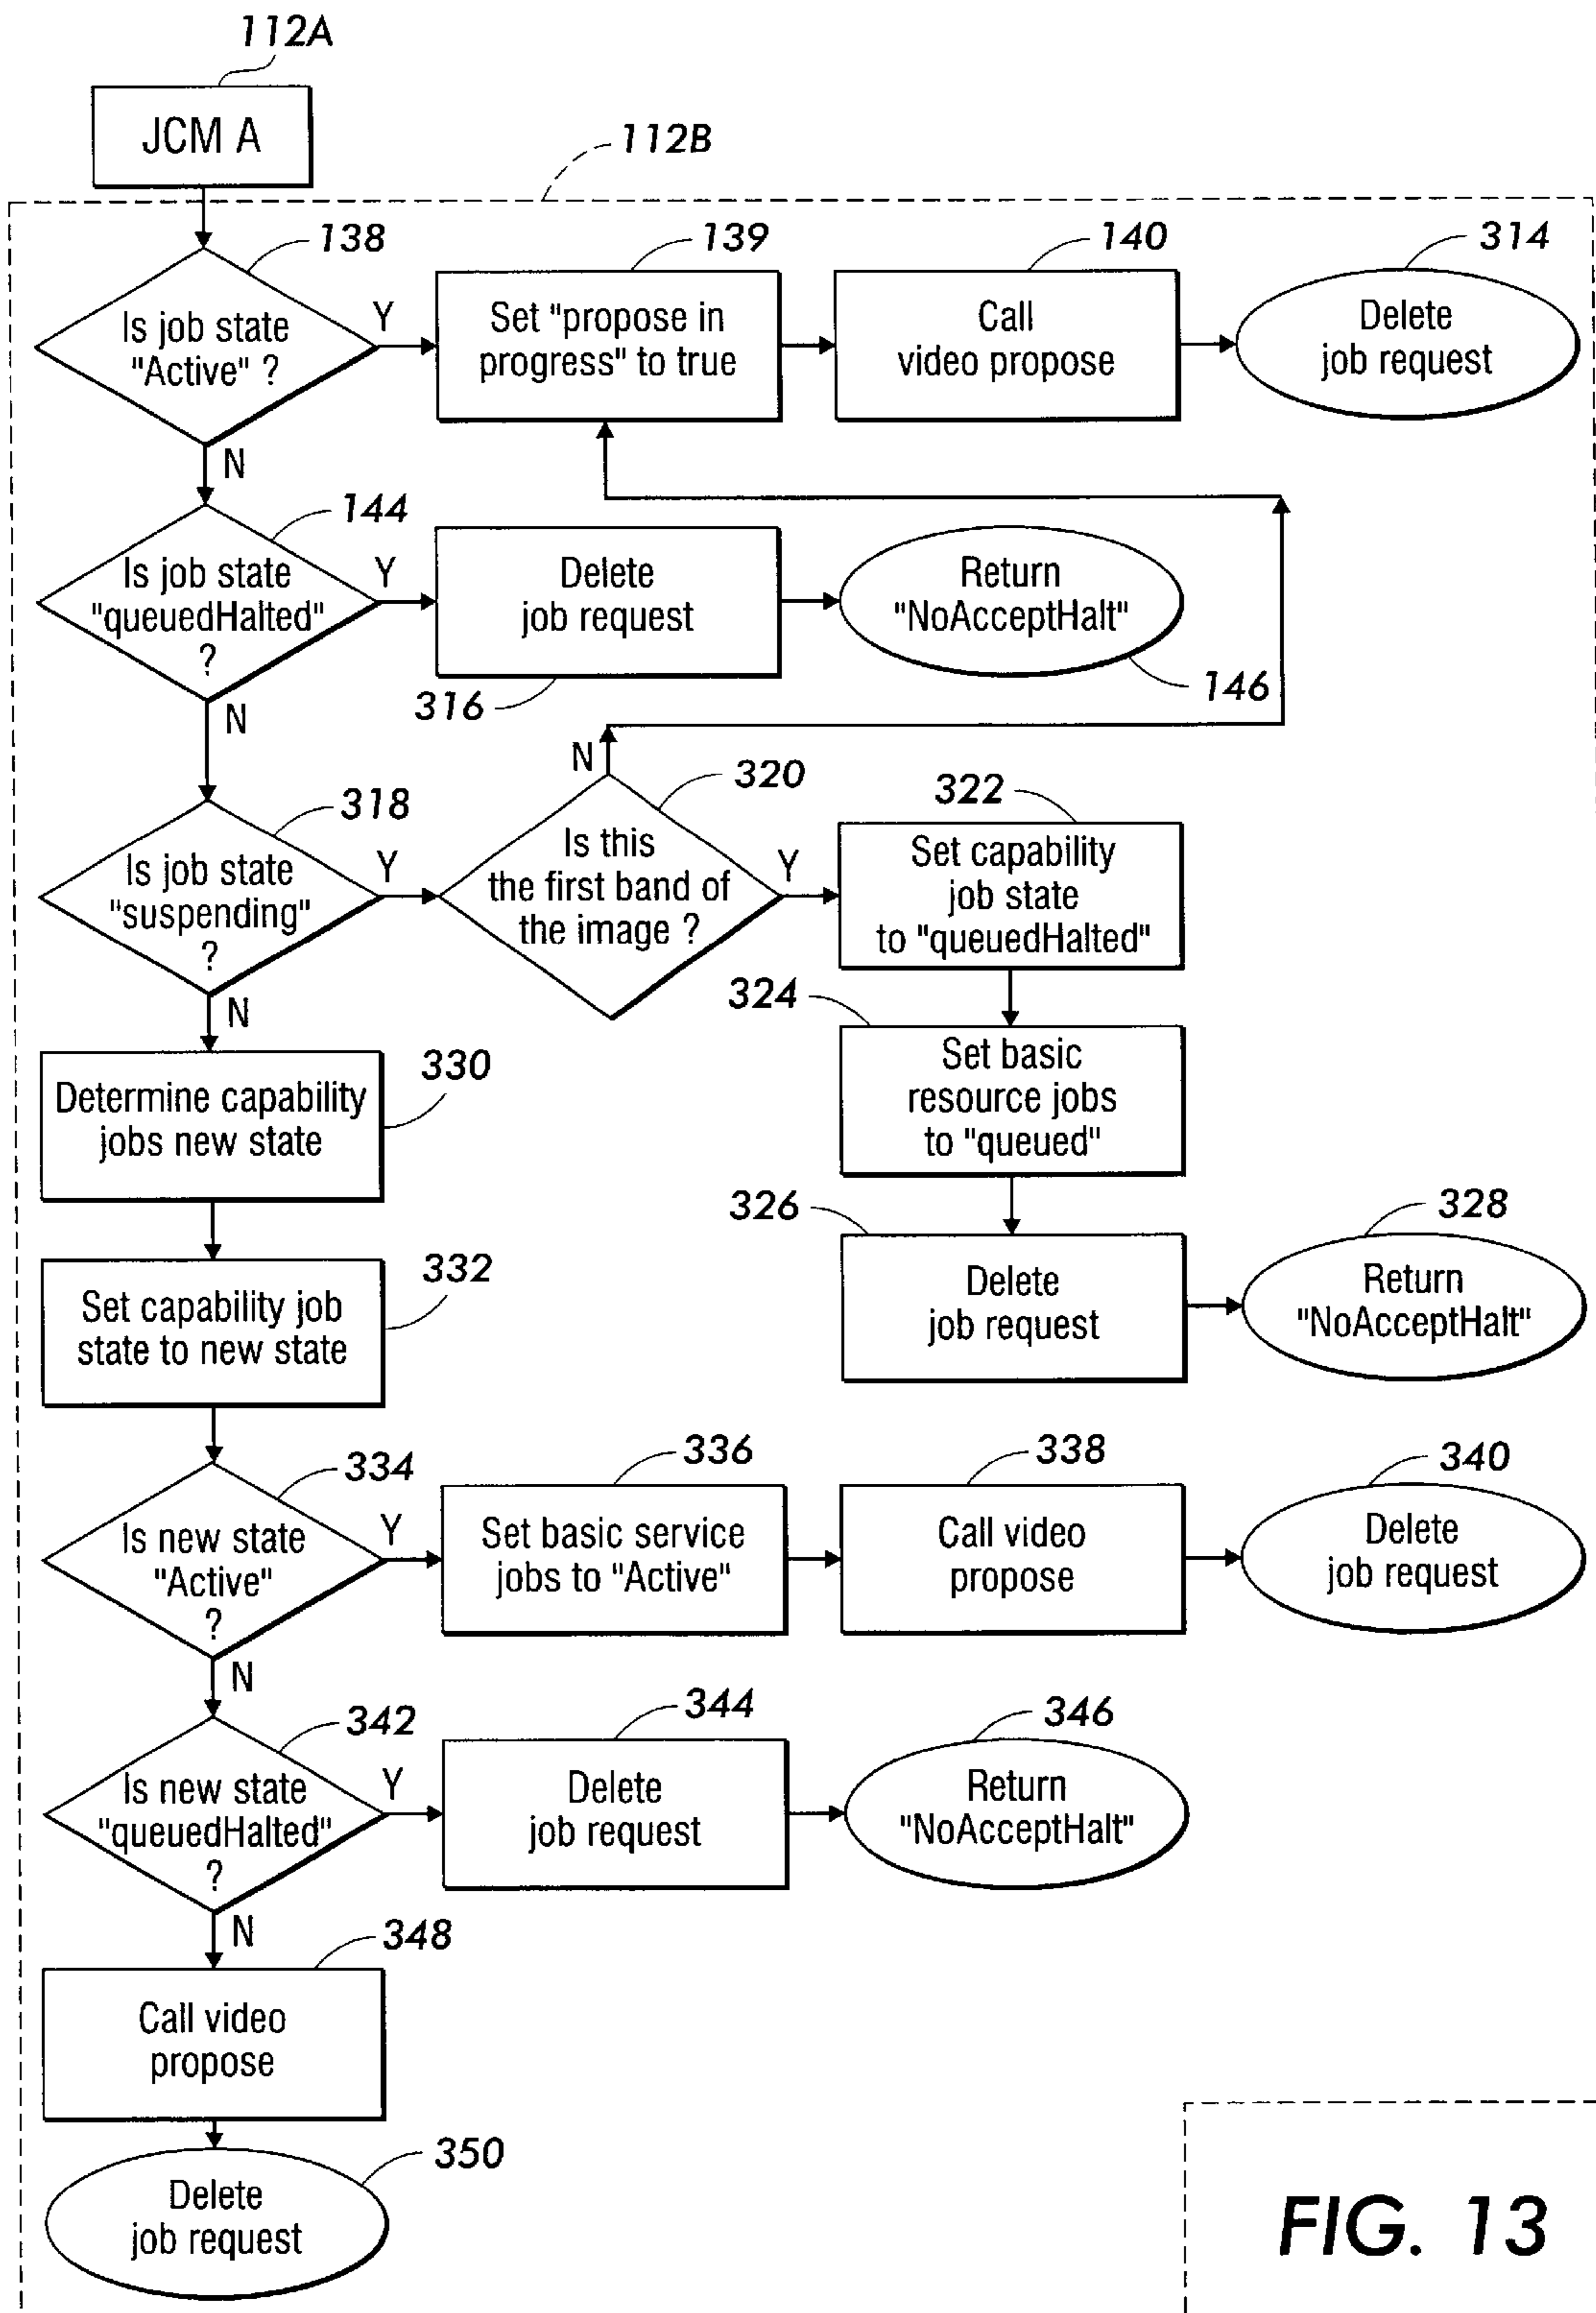 112A
JCM A
112B
138
139
140
314
Is job state
"Active" ?
Y
Set "propose in
progress" to true
Call
video propose
Delete
job request
N
144
Is job state
"queuedHalted"
?
Y
Delete
job request
Return
"NoAcceptHalt"
316
146
N
N
318
320
322
Is job state
"suspending"
?
Y
Is this
the first band of
the image ?
Y
Set capability
job state
to "queuedHalted"
N
324
Set basic
resource jobs
to "queued"
330
Determine capability
jobs new state
326
328
Delete
job request
Return
"NoAcceptHalt"
332
Set capability job
state to new state
334
336
338
340
Is new state
"Active"
?
Y
Set basic service
jobs to "Active"
Call video
propose
Delete
job request
N
342
344
346
Is new state
"queuedHalted"
?
Y
Delete
job request
Return
"NoAcceptHalt"
N
348
Call video
propose
350
Delete
job request
FIG. 13